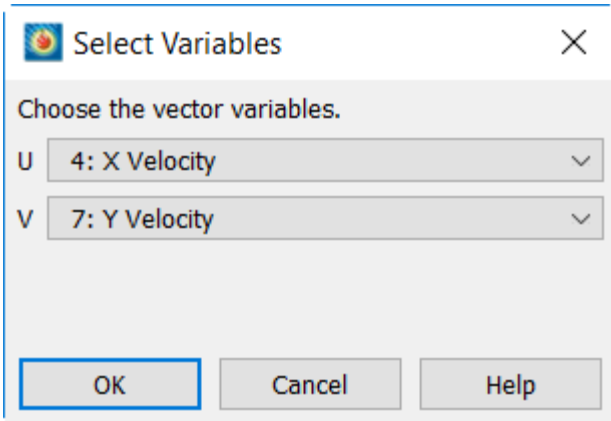 Select Variables
Choose the vector variables.
U 4: X Velocity
V 7: Y Velocity
OK Cancel Help